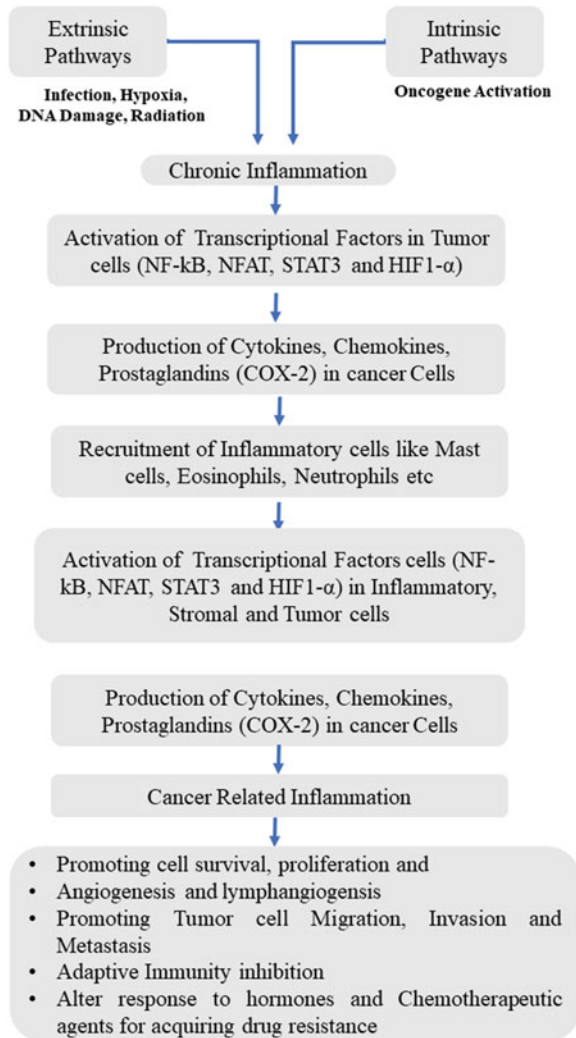 Extrinsic
Pathways
Intrinsic
Pathways
Infection, Hypoxia,
DNA Damage, Radiation
Oncogene Activation
Chronic Inflammation
Activation of Transcriptional Factors in Tumor
cells (NF-kB, NFAT, STAT3 and HIF1-α)
Production of Cytokines, Chemokines,
Prostaglandins (COX-2) in cancer Cells
Recruitment of Inflammatory cells like Mast
cells, Eosinophils, Neutrophils etc
Activation of Transcriptional Factors cells (NF-
kB, NFAT, STAT3 and HIF1-α) in Inflammatory,
Stromal and Tumor cells
Production of Cytokines, Chemokines,
Prostaglandins (COX-2) in cancer Cells
Cancer Related Inflammation
• Promoting cell survival, proliferation and
• Angiogenesis and lymphangiogensis
• Promoting Tumor cell Migration, Invasion and
Metastasis
• Adaptive Immunity inhibition
• Alter response to hormones and Chemotherapeutic
agents for acquiring drug resistance